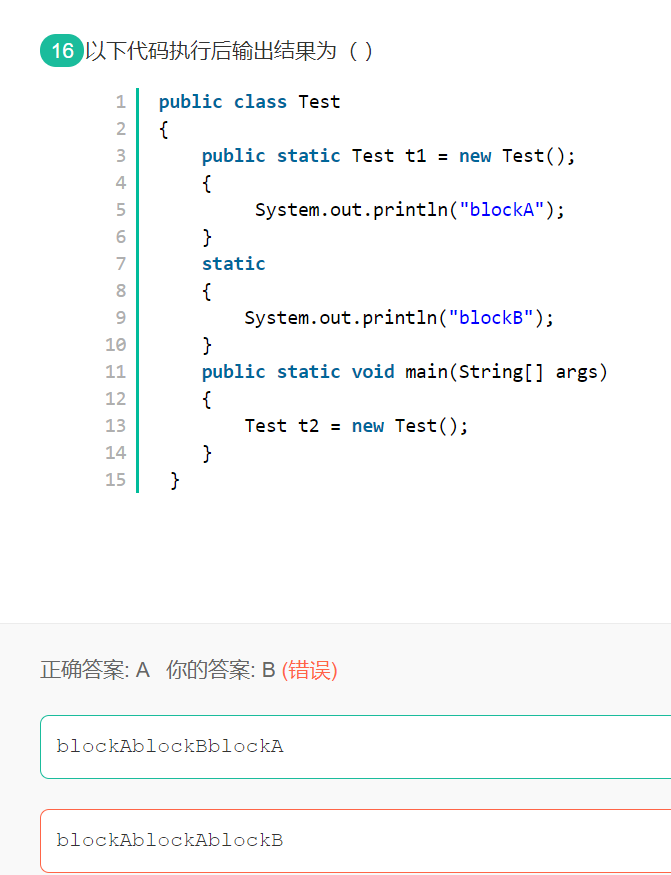 16 以下代码执行后输出结果为（ ）
1 public class Test
2 {
3 public static Test t1 = new Test();
4 {
5 System.out.println("blockA");
6 }
7 static
8 {
9 System.out.println("blockB");
10 }
11 public static void main(String[] args)
12 {
13 Test t2 = new Test();
14 }
15 }
正确答案: A 你的答案: B (错误)
blockAblockBblockA
blockAblockAblockB